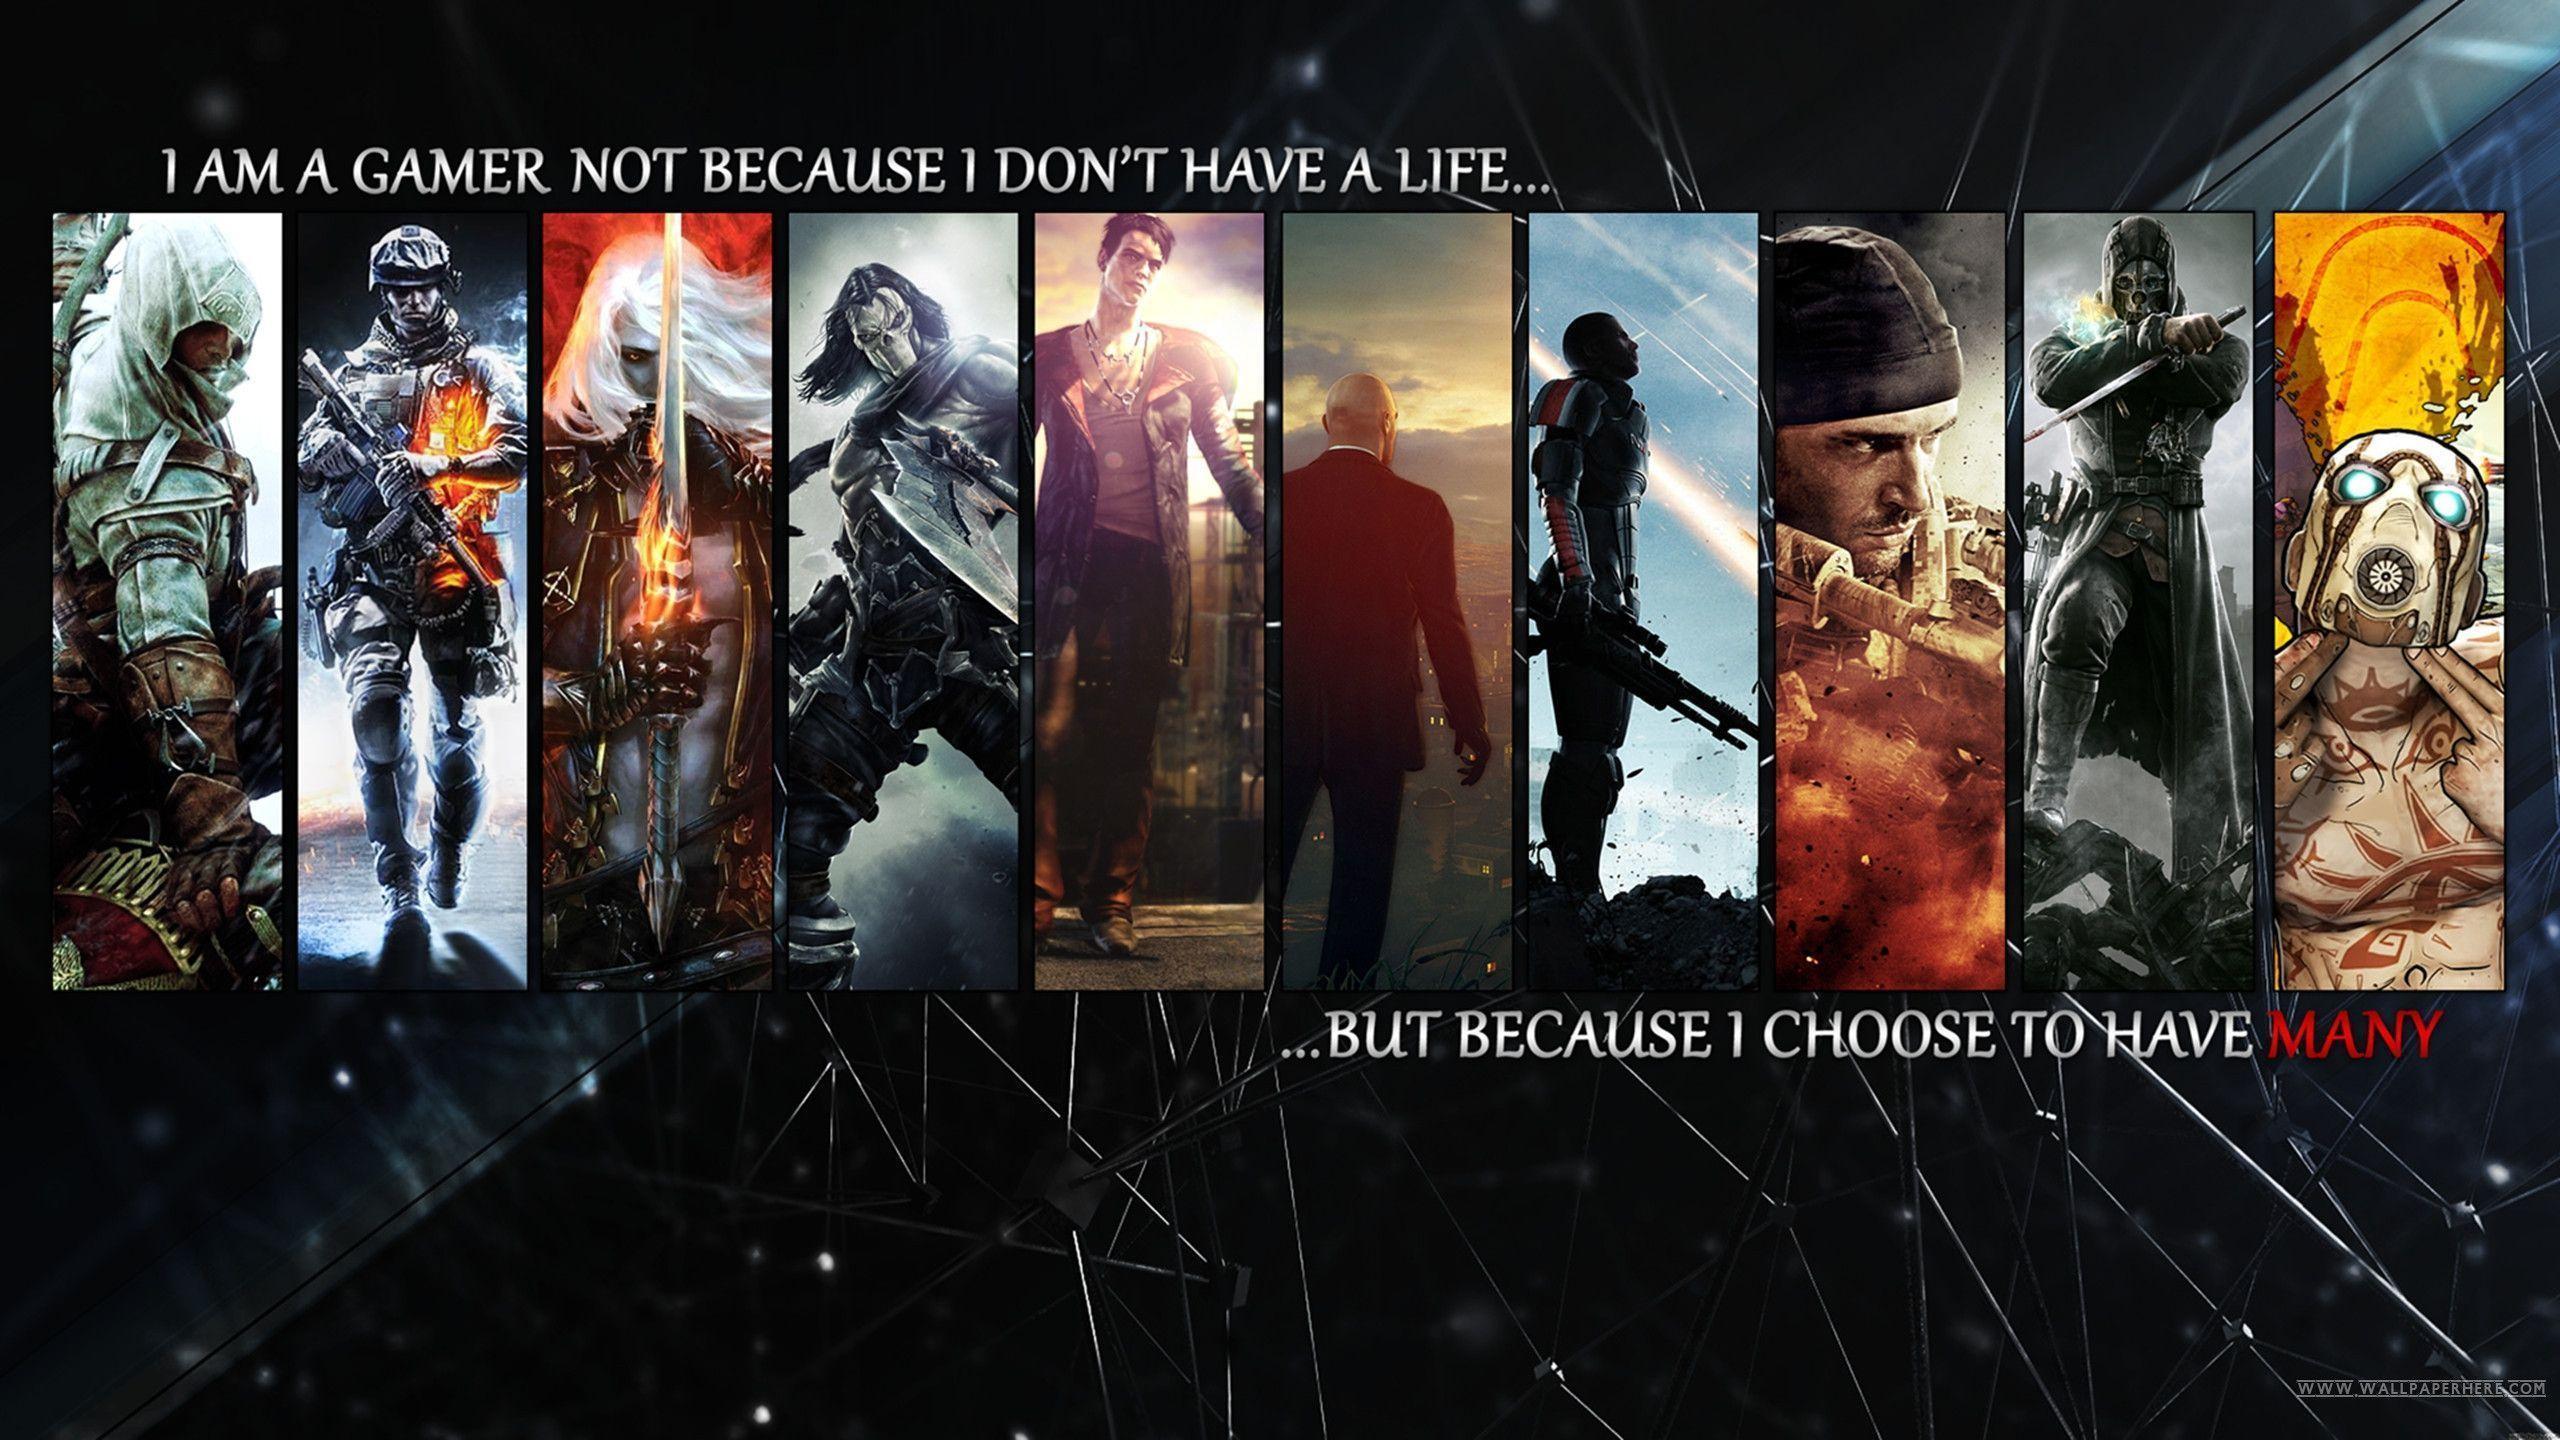 I AM A GAMER NOT BECAUSE I DON'T HAVE A LIFE...
...BUT BECAUSE I CHOOSE TO HAVE MANY
WWW.WALLPAPERHERE.COM